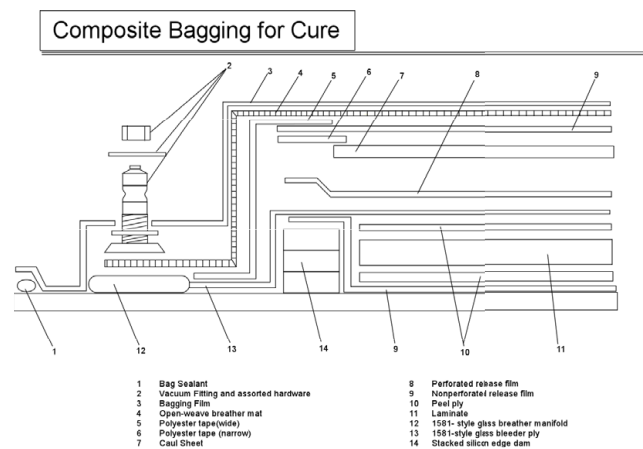 Composite Bagging for Cure
2
3
4
5
6
7
8
9
1
12
13
14
9
10
11
1 Bag Sealant
2 Vacuum Fitting and assorted hardware
3 Bagging Film
4 Open-weave breather mat
5 Polyester tape(wide)
6 Polyester tape (narrow)
7 Caul Sheet
8 Perforated release film
9 Nonperforated release film
10 Peel ply
11 Laminate
12 1581- style glass breather manifold
13 1581-style glass bleeder ply
14 Stacked silicon edge dam